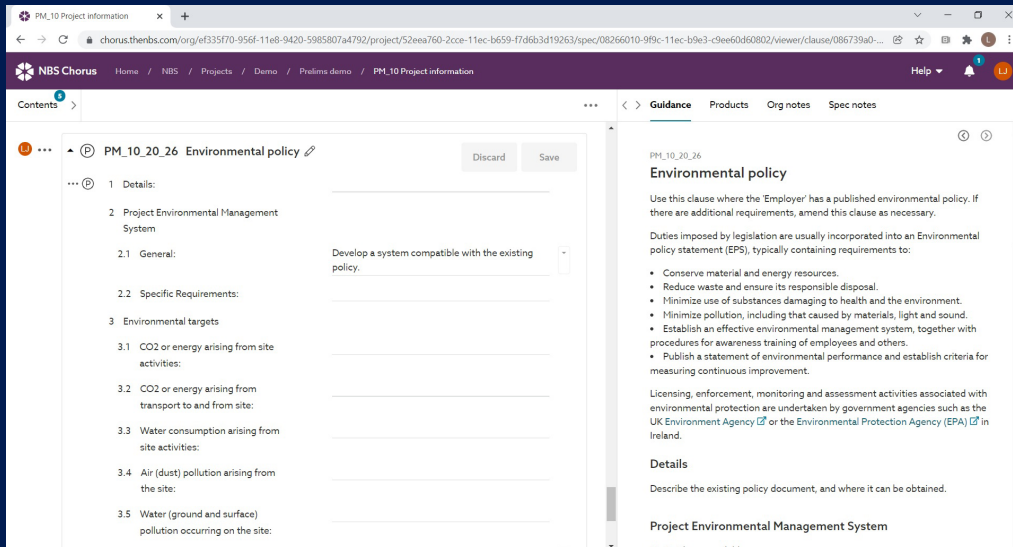 PM_10 Project information
chorus.thenbs.com/org/ef335f70-956f-11e8-9420-5985807a4792/project/52eea760-2cce-11ec-b659-f7d6b3d19263/spec/08266010-9f9c-11ec-b9e3-c9ee60d60802/viewer/clause/086739a0-...
L
NBS Chorus Home / NBS / Projects / Demo / Prelims demo / PM_10 Project information Help 1 LJ
Contents 5
Guidance Products Org notes Spec notes
LJ P PM_10_20_26 Environmental policy Discard Save
P 1 Details:
2 Project Environmental Management
System
2.1 General: Develop a system compatible with the existing
policy.
2.2 Specific Requirements:
3 Environmental targets
3.1 CO2 or energy arising from site
activities:
3.2 CO2 or energy arising from
transport to and from site:
3.3 Water consumption arising from
site activities:
3.4 Air (dust) pollution arising from
the site:
3.5 Water (ground and surface)
pollution occurring on the site:
PM_10_20_26
Environmental policy
Use this clause where the 'Employer' has a published environmental policy. If
there are additional requirements, amend this clause as necessary.
Duties imposed by legislation are usually incorporated into an Environmental
policy statement (EPS), typically containing requirements to:
• Conserve material and energy resources.
• Reduce waste and ensure its responsible disposal.
• Minimize use of substances damaging to health and the environment.
• Minimize pollution, including that caused by materials, light and sound.
• Establish an effective environmental management system, together with
procedures for awareness training of employees and others.
• Publish a statement of environmental performance and establish criteria for
measuring continuous improvement.
Licensing, enforcement, monitoring and assessment activities associated with
environmental protection are undertaken by government agencies such as the
UK Environment Agency or the Environmental Protection Agency (EPA) in
Ireland.
Details
Describe the existing policy document, and where it can be obtained.
Project Environmental Management System